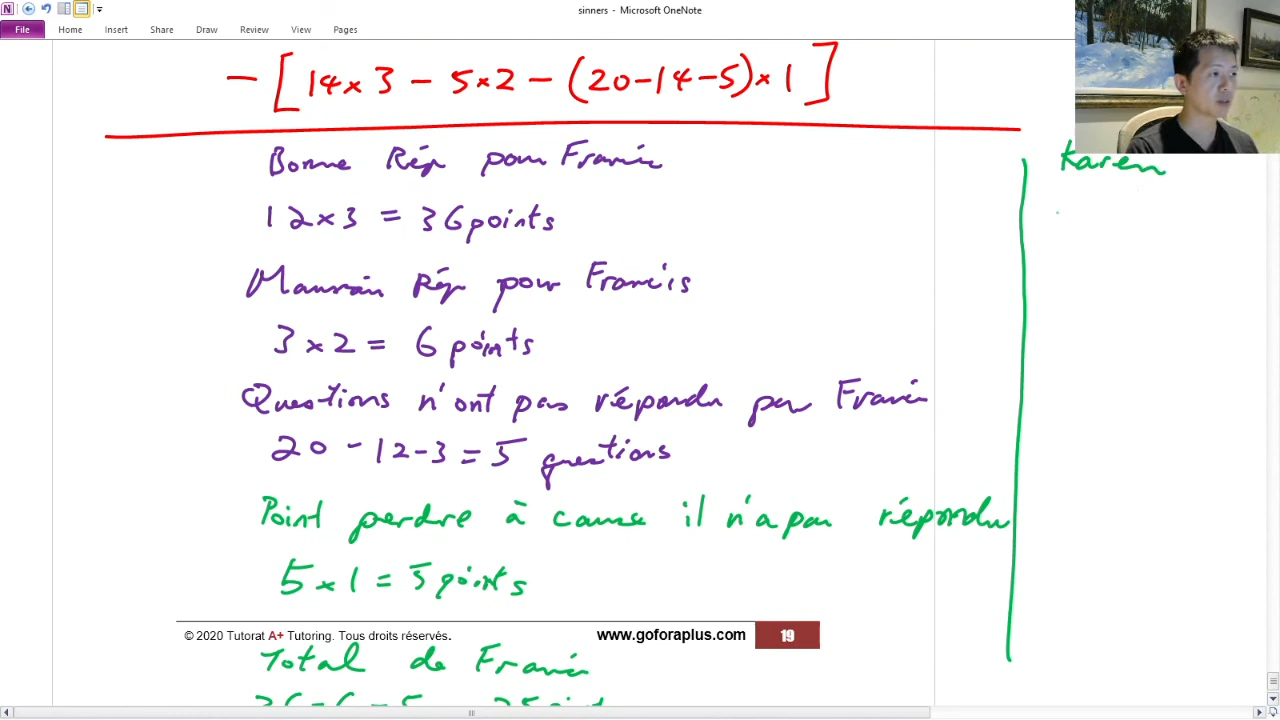 sinners - Microsoft OneNote
File Home Insert Share Draw Review View Pages
- [14 x 3 - 5 x 2 - (20 - 14 - 5) x 1]
Bonne Rép pour Francis
12 x 3 = 36 points
Mauvais Rép pour Francis
3 x 2 = 6 points
Questions n'ont pas répondu par Francis
20 - 12 - 3 = 5 questions
Point perdre à cause il n'a pas répondu
5 x 1 = 5 points
© 2020 Tutorat A+ Tutoring. Tous droits réservés. www.goforaplus.com 19
Total de Francis
Karen